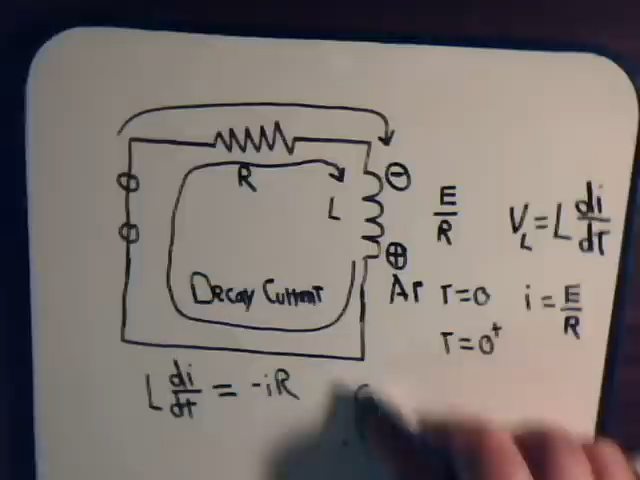 R
L
⊖
⊕
E/R
V_L = L di/dT
Decay Current
AT T=0 i = E/R
T=0⁺
L di/dt = -iR